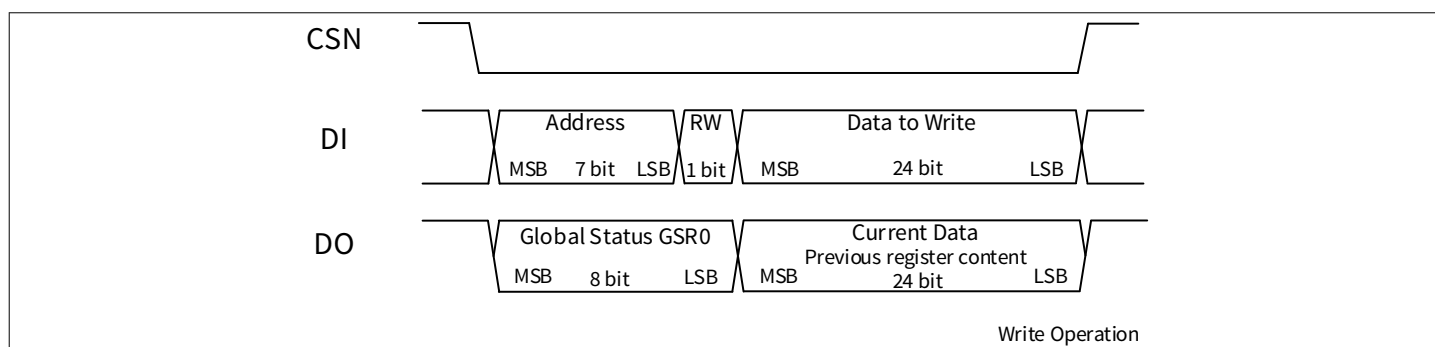 CSN
DI
Address RW Data to Write
MSB 7 bit LSB 1 bit MSB 24 bit LSB
DO
Global Status GSR0 Current Data
Previous register content
MSB 8 bit LSB MSB 24 bit LSB
Write Operation